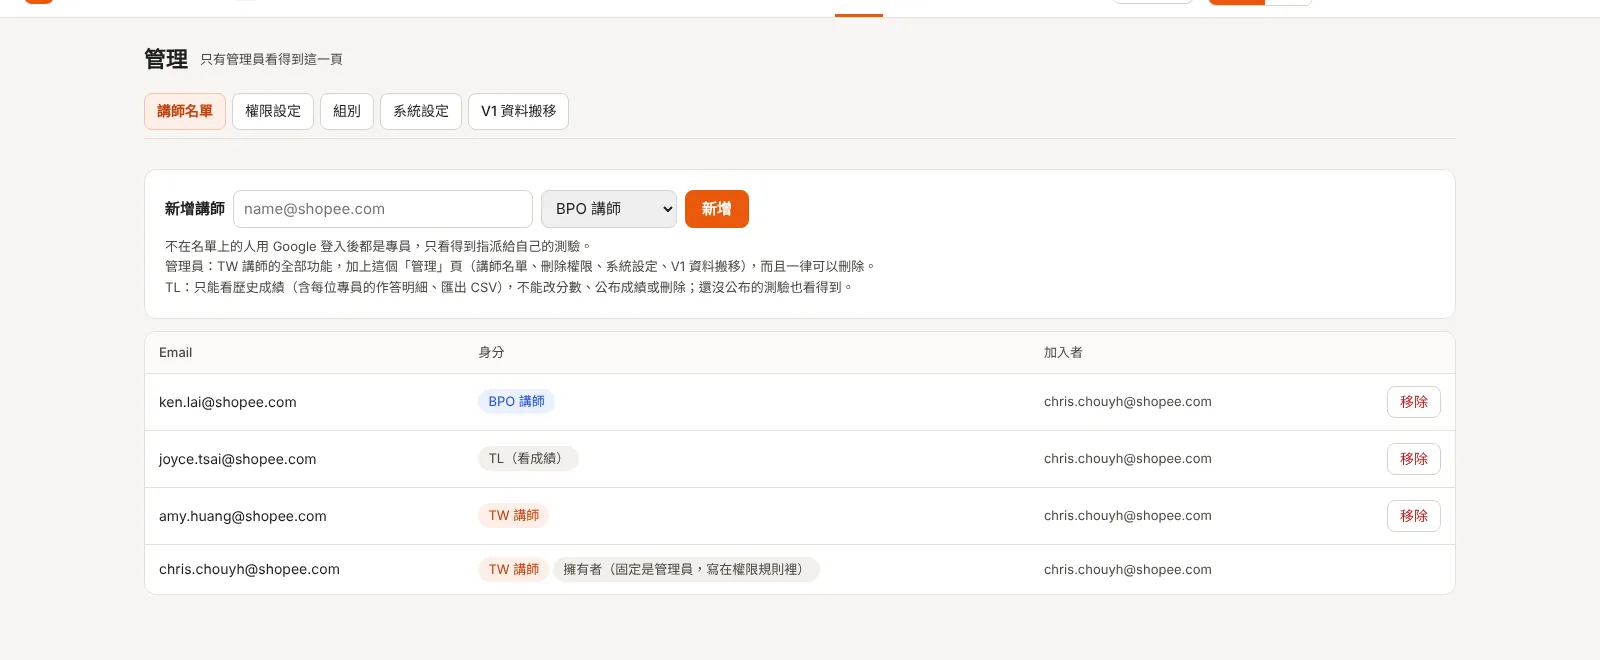 管理 只有管理員看得到這一頁
講師名單 權限設定 組別 系統設定 V1 資料搬移
新增講師 name@shopee.com BPO 講師 新增
不在名單上的人用 Google 登入後都是專員，只看得到指派給自己的測驗。
管理員：TW 講師的全部功能，加上這個「管理」頁（講師名單、刪除權限、系統設定、V1 資料搬移），而且一律可以刪除。
TL：只能看歷史成績（含每位專員的作答明細、匯出 CSV），不能改分數、公布成績或刪除；還沒公布的測驗也看得到。
Email 身分 加入者
ken.lai@shopee.com BPO 講師 chris.chouyh@shopee.com 移除
joyce.tsai@shopee.com TL（看成績） chris.chouyh@shopee.com 移除
amy.huang@shopee.com TW 講師 chris.chouyh@shopee.com 移除
chris.chouyh@shopee.com TW 講師 擁有者（固定是管理員，寫在權限規則裡） chris.chouyh@shopee.com